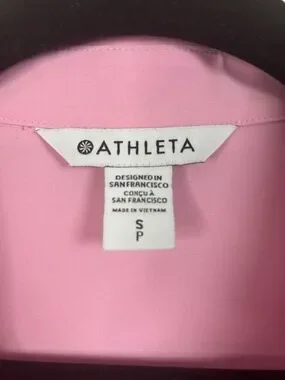 ATHLETA
DESIGNED IN
SAN FRANCISCO
CONÇU À
SAN FRANCISCO
MADE IN VIETNAM
S
P